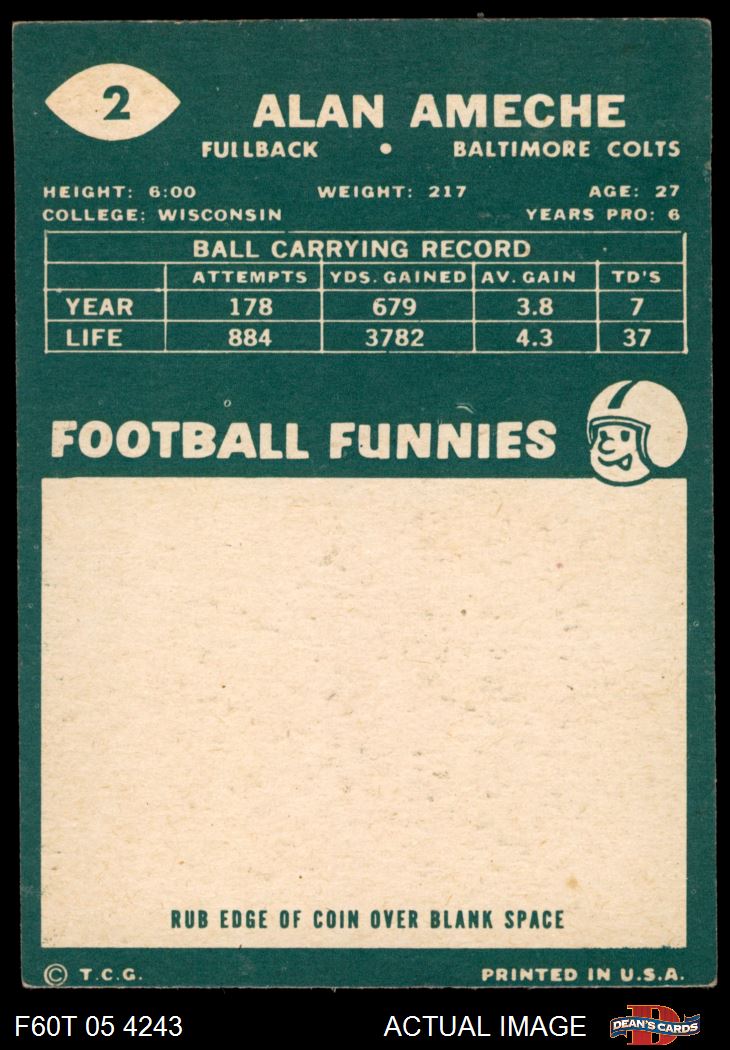 2
ALAN AMECHE
FULLBACK • BALTIMORE COLTS
HEIGHT: 6:00 WEIGHT: 217 AGE: 27
COLLEGE: WISCONSIN YEARS PRO: 6
BALL CARRYING RECORD
ATTEMPTS YDS. GAINED AV. GAIN TD'S
YEAR 178 679 3.8 7
LIFE 884 3782 4.3 37
FOOTBALL FUNNIES
RUB EDGE OF COIN OVER BLANK SPACE
© T.C.G. PRINTED IN U.S.A.
F60T 05 4243 ACTUAL IMAGE D DEAN'S CARDS